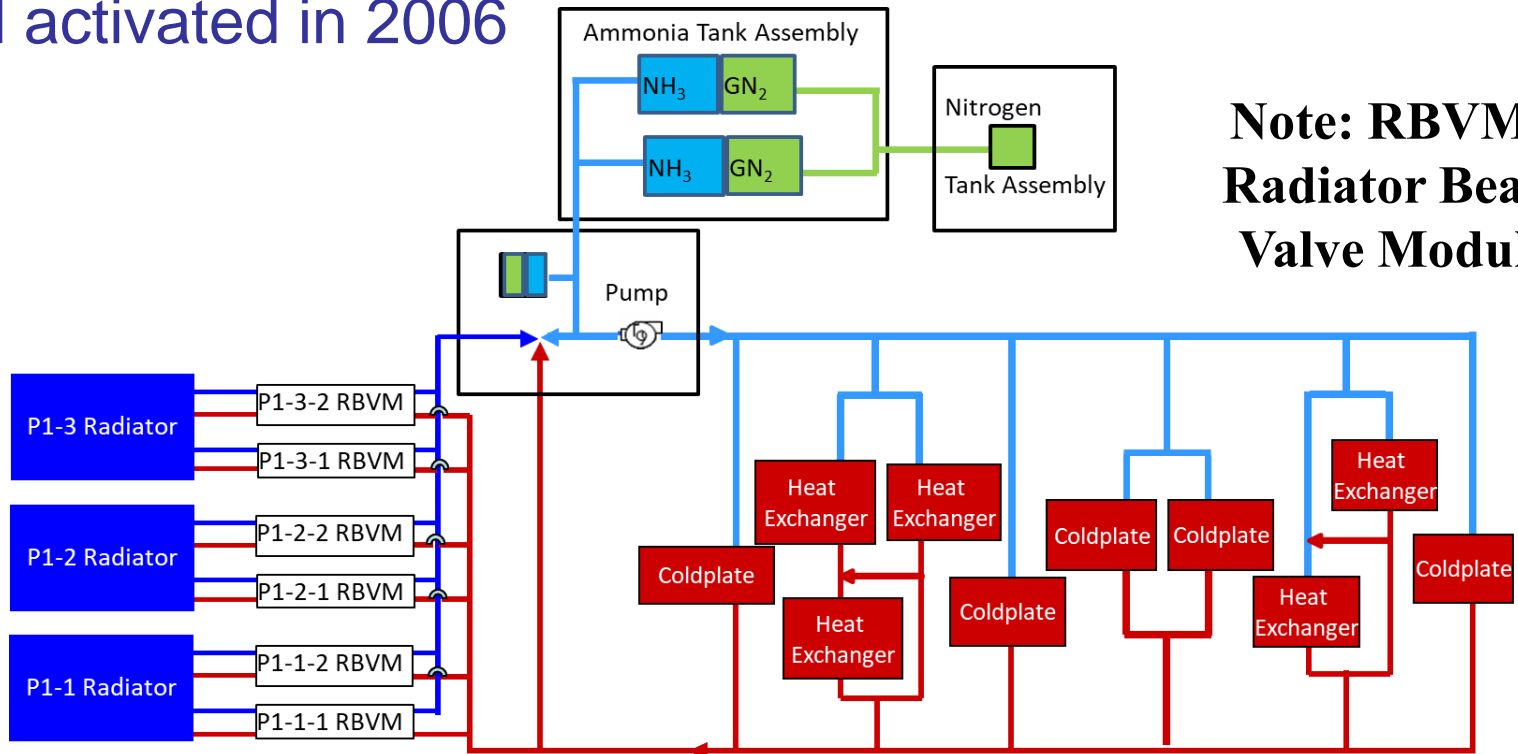 activated in 2006
Ammonia Tank Assembly
NH₃
GN₂
NH₃
GN₂
Nitrogen
Tank Assembly
Note: RBVM
Radiator
Valve
Pump
P1-3 Radiator
P1-3-2 RBVM
P1-3-1 RBVM
P1-2 Radiator
P1-2-2 RBVM
P1-2-1 RBVM
P1-1 Radiator
P1-1-2 RBVM
P1-1-1 RBVM
Coldplate
Heat
Exchanger
Heat
Exchanger
Heat
Exchanger
Coldplate
Coldplate
Coldplate
Heat
Exchanger
Heat
Exchanger
Coldplate